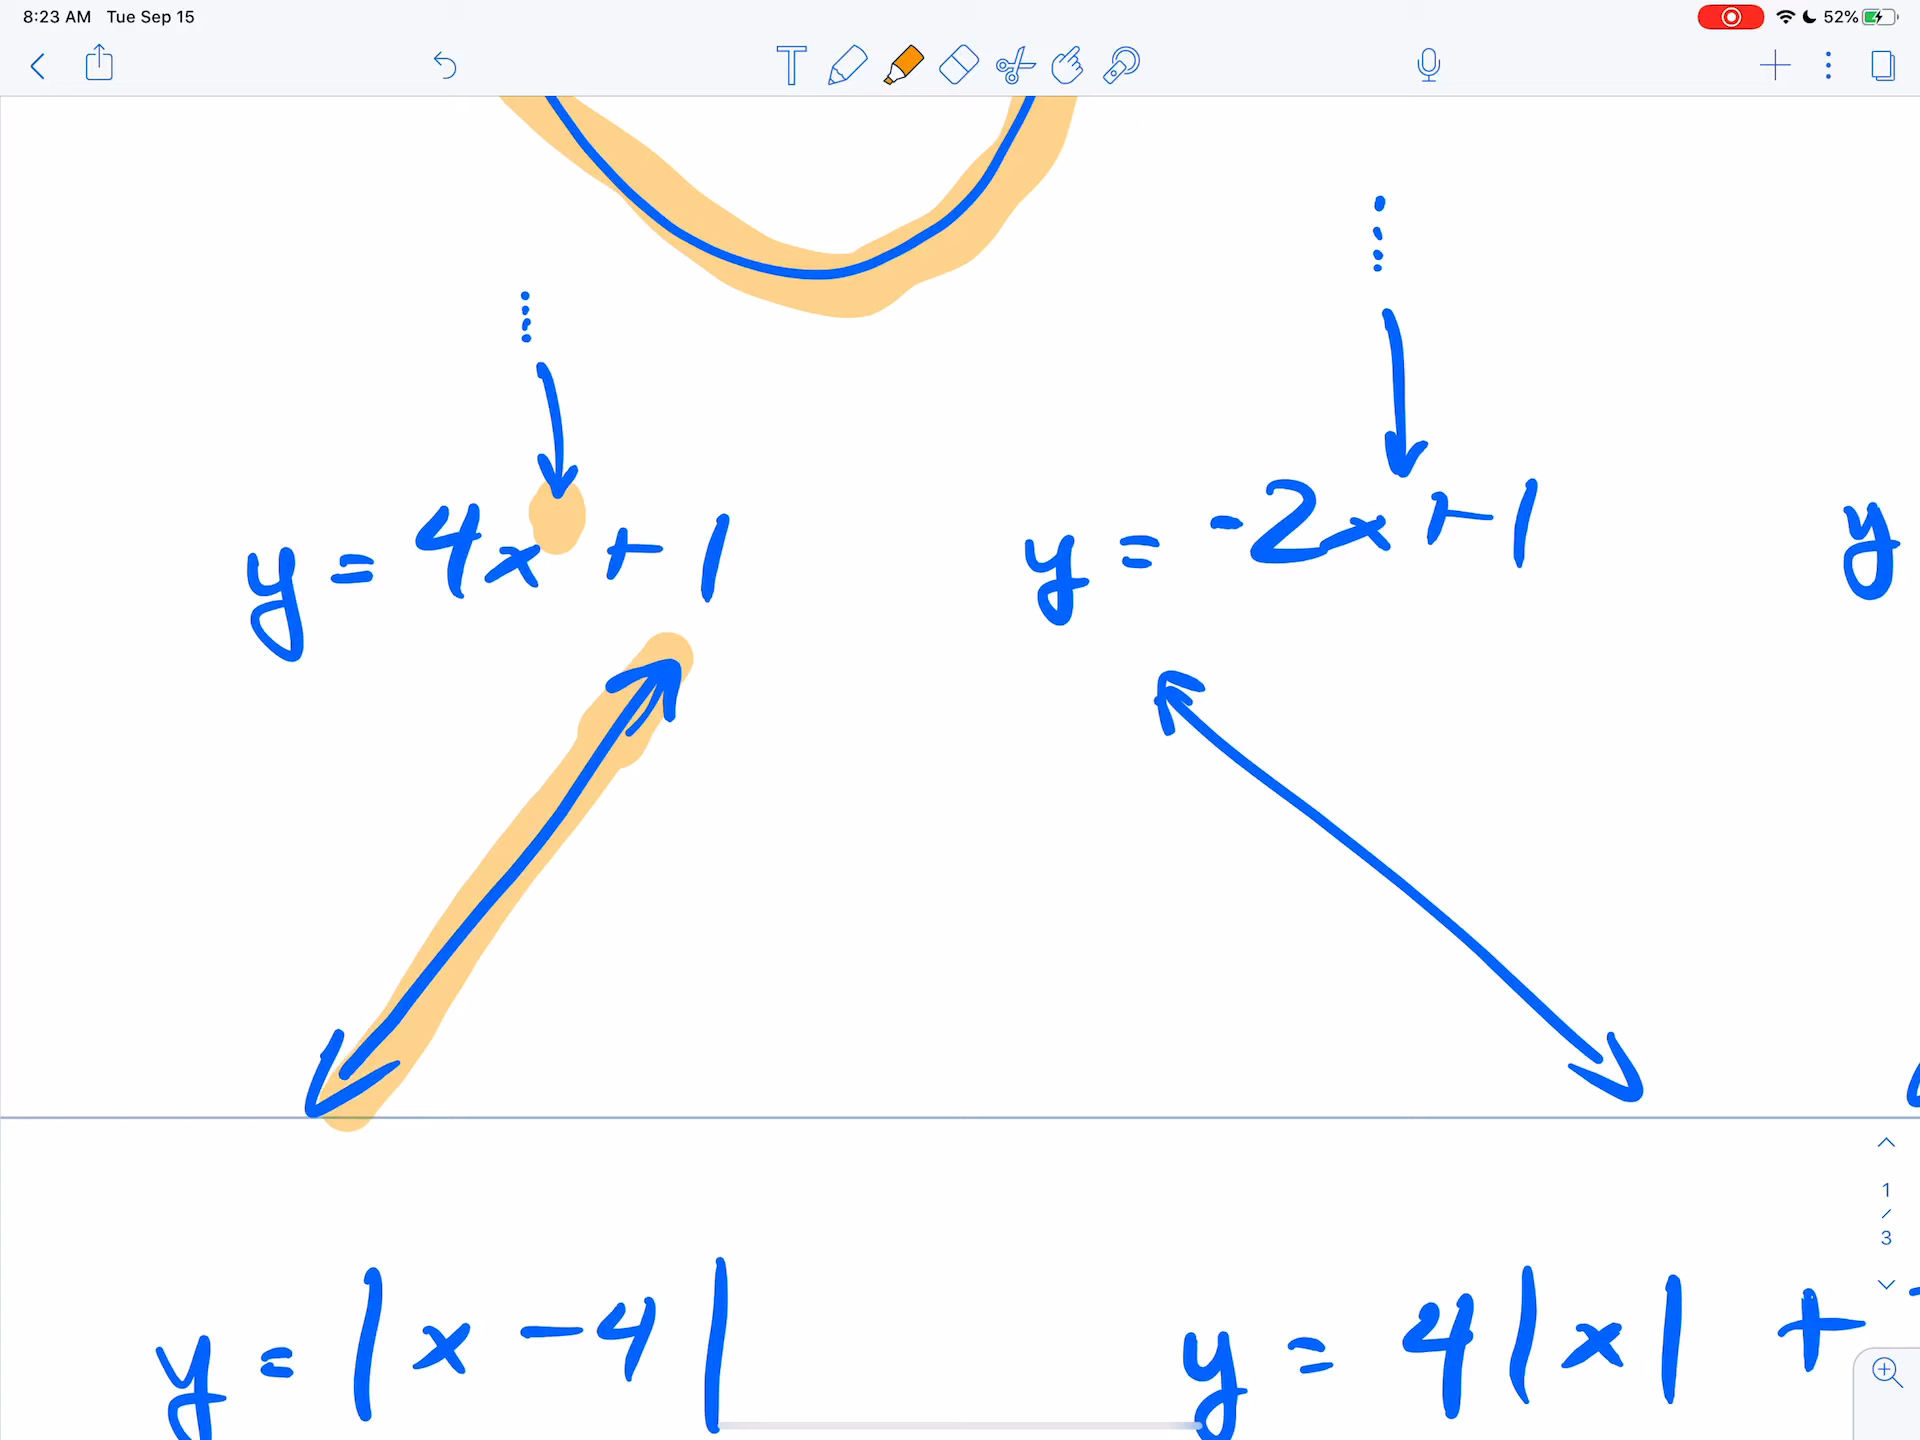 8:23 AM Tue Sep 15
52%
y = 4x + 1
y = -2x + 1
y
1
/
3
y = |x - 4|
y = 4|x| +